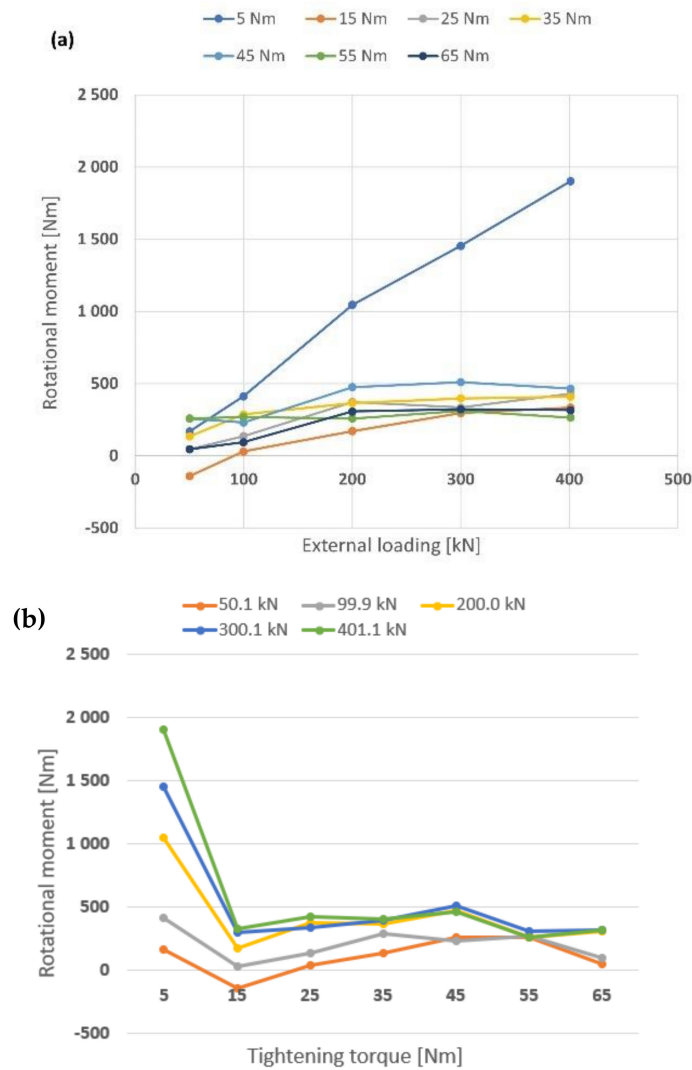 (a)
5 Nm 15 Nm 25 Nm 35 Nm
45 Nm 55 Nm 65 Nm
2 500
2 000
1 500
1 000
500
0
-500
Rotational moment [Nm]
0 100 200 300 400 500
External loading [kN]
(b)
50.1 kN 99.9 kN 200.0 kN
300.1 kN 401.1 kN
2 500
2 000
1 500
1 000
500
0
-500
Rotational moment [Nm]
5 15 25 35 45 55 65
Tightening torque [Nm]